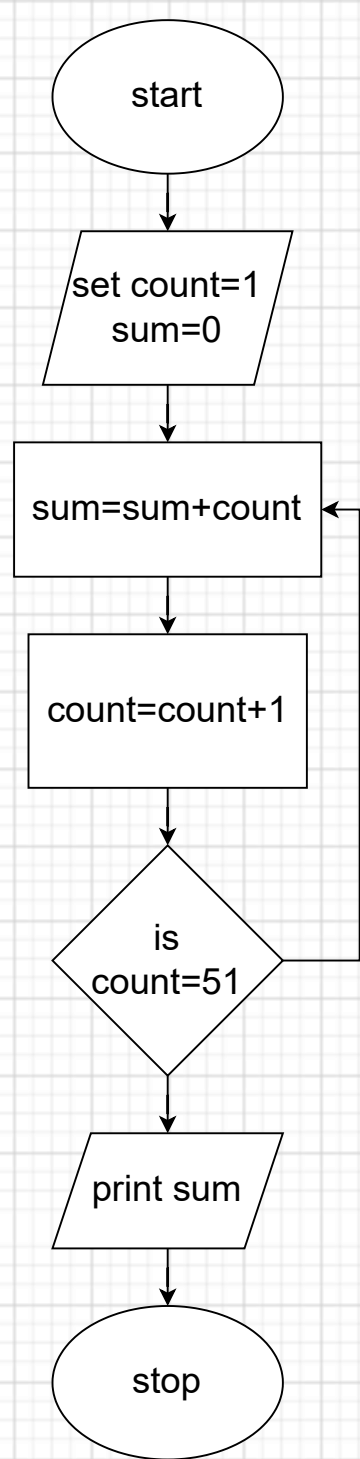 start
set count=1
sum=0
sum=sum+count
count=count+1
is
count=51
print sum
stop